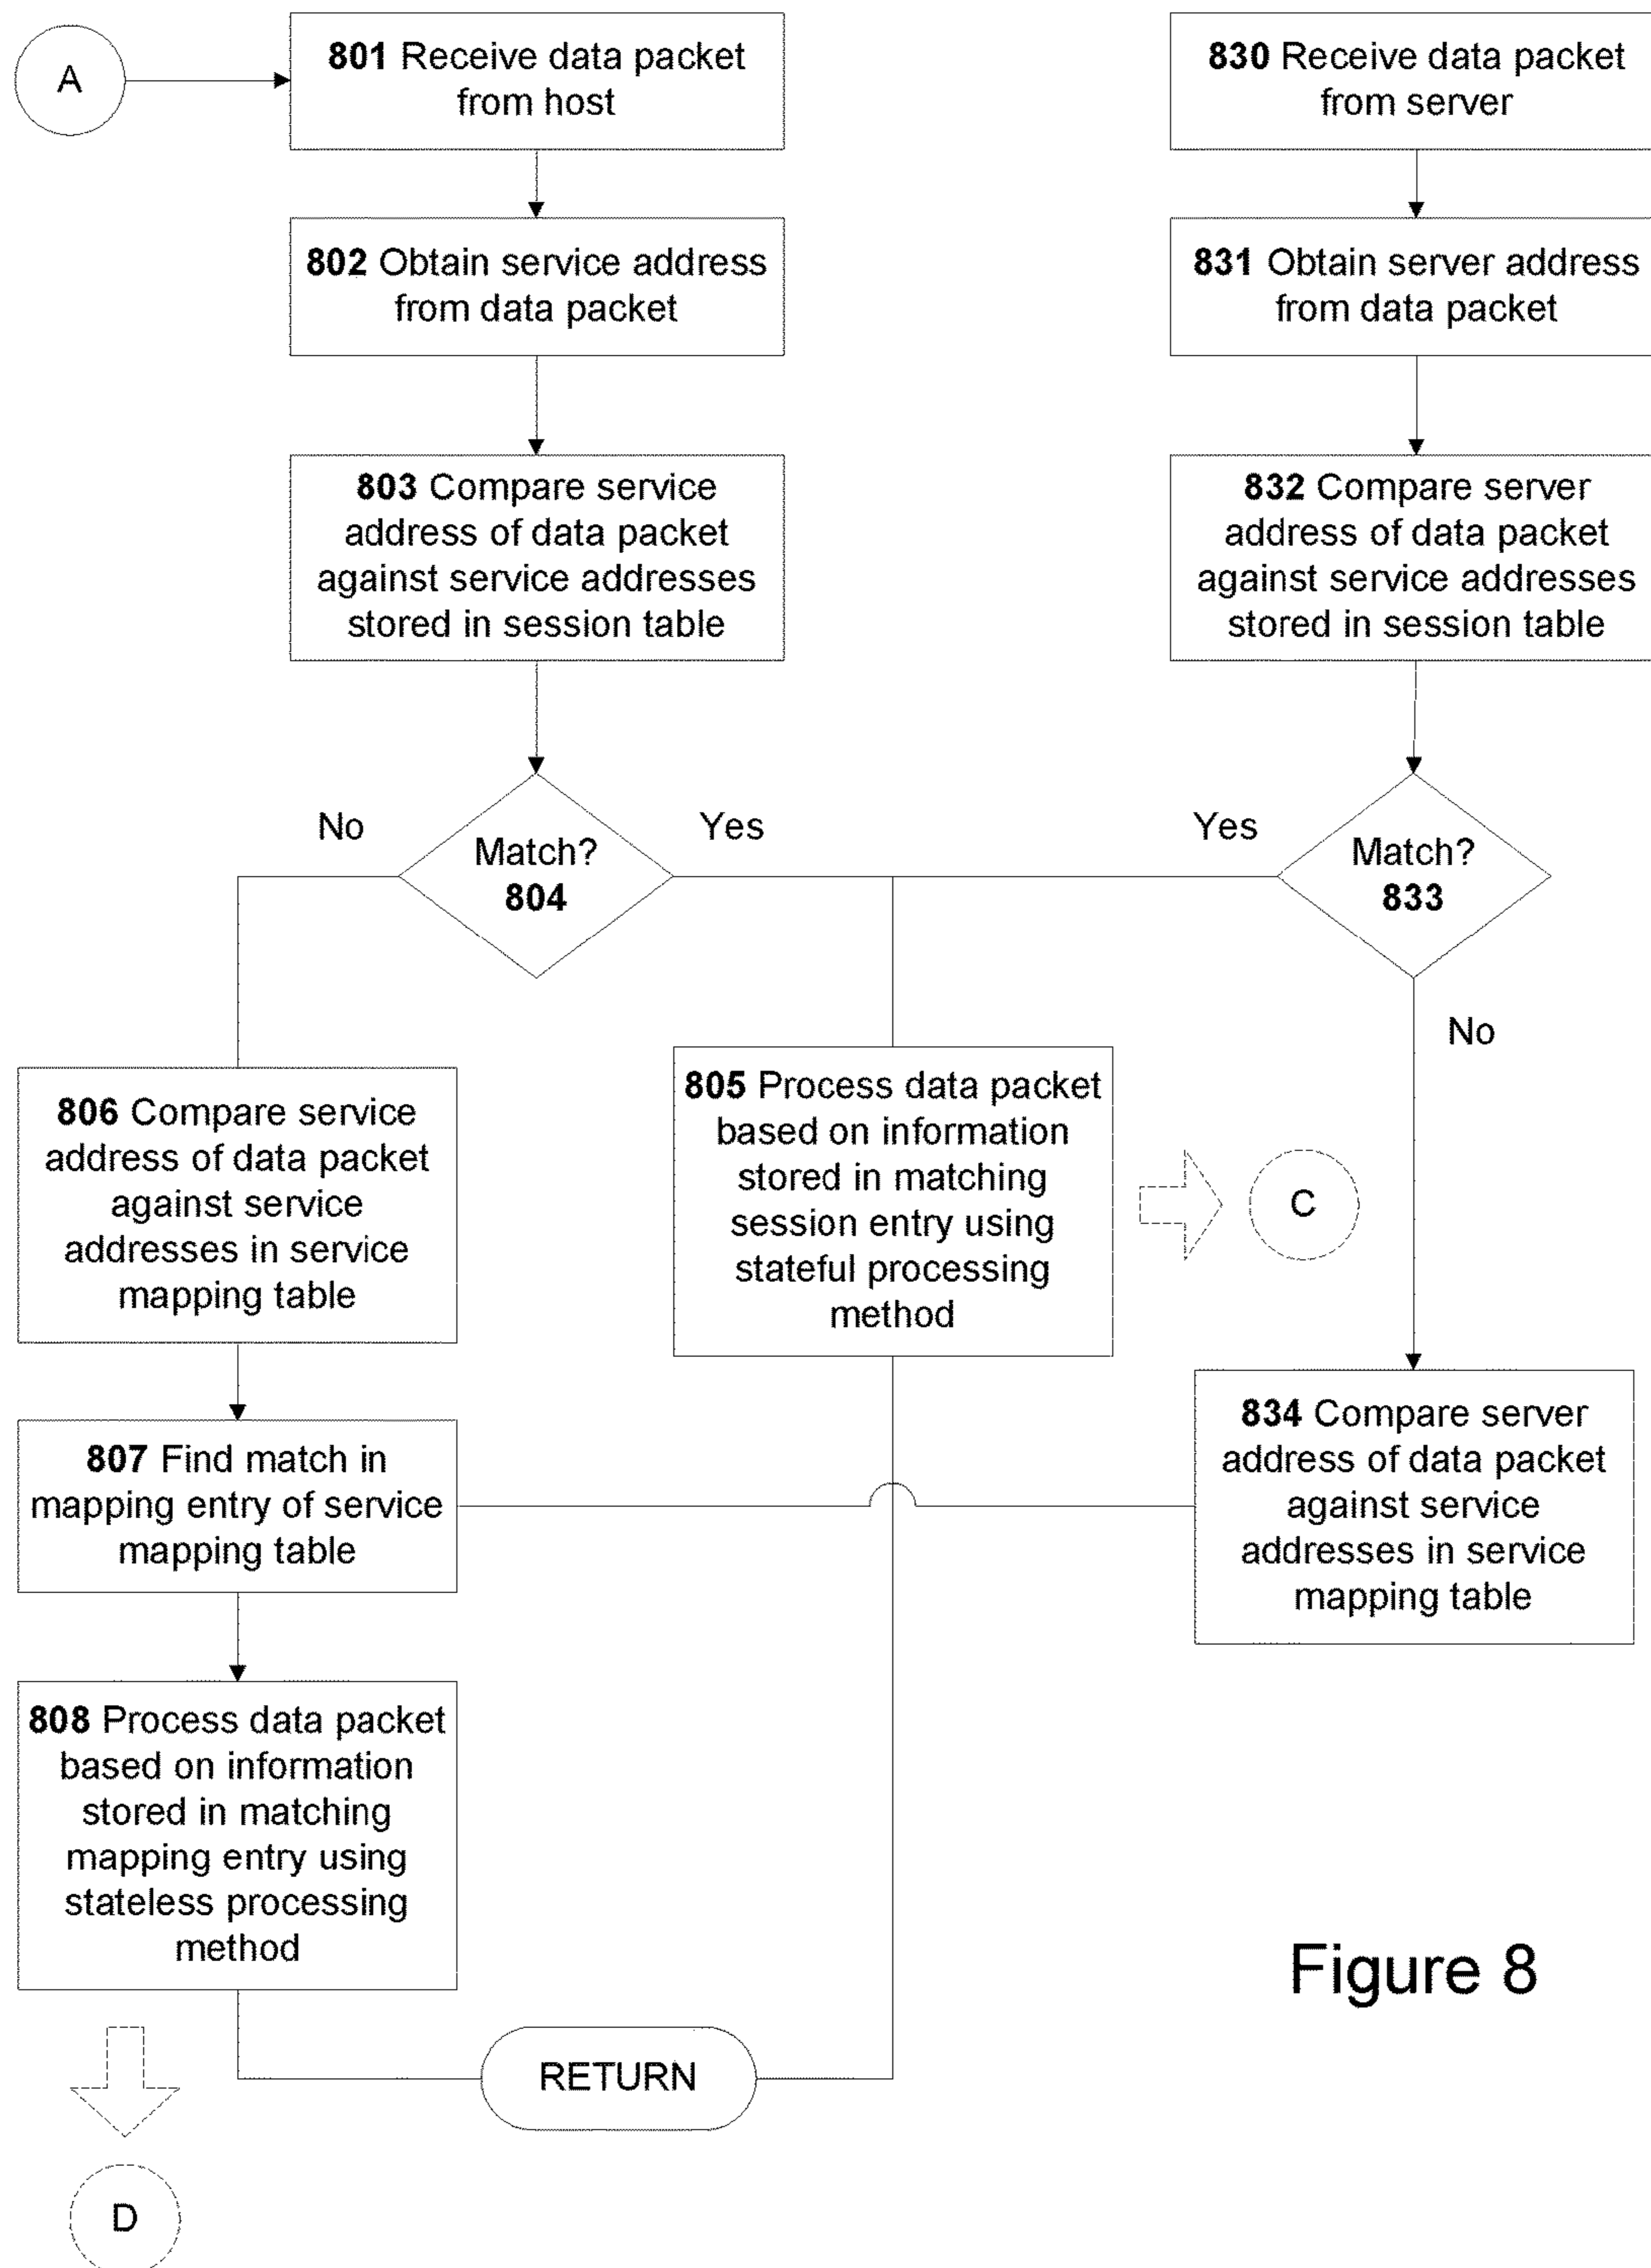 A
801 Receive data packet
from host
830 Receive data packet
from server
802 Obtain service address
from data packet
831 Obtain server address
from data packet
803 Compare service
address of data packet
against service addresses
stored in session table
832 Compare server
address of data packet
against service addresses
stored in session table
No
Match?
804
Yes
Yes
Match?
833
No
806 Compare service
address of data packet
against service
addresses in service
mapping table
805 Process data packet
based on information
stored in matching
session entry using
stateful processing
method
C
807 Find match in
mapping entry of service
mapping table
834 Compare server
address of data packet
against service
addresses in service
mapping table
808 Process data packet
based on information
stored in matching
mapping entry using
stateless processing
method
RETURN
D
Figure 8